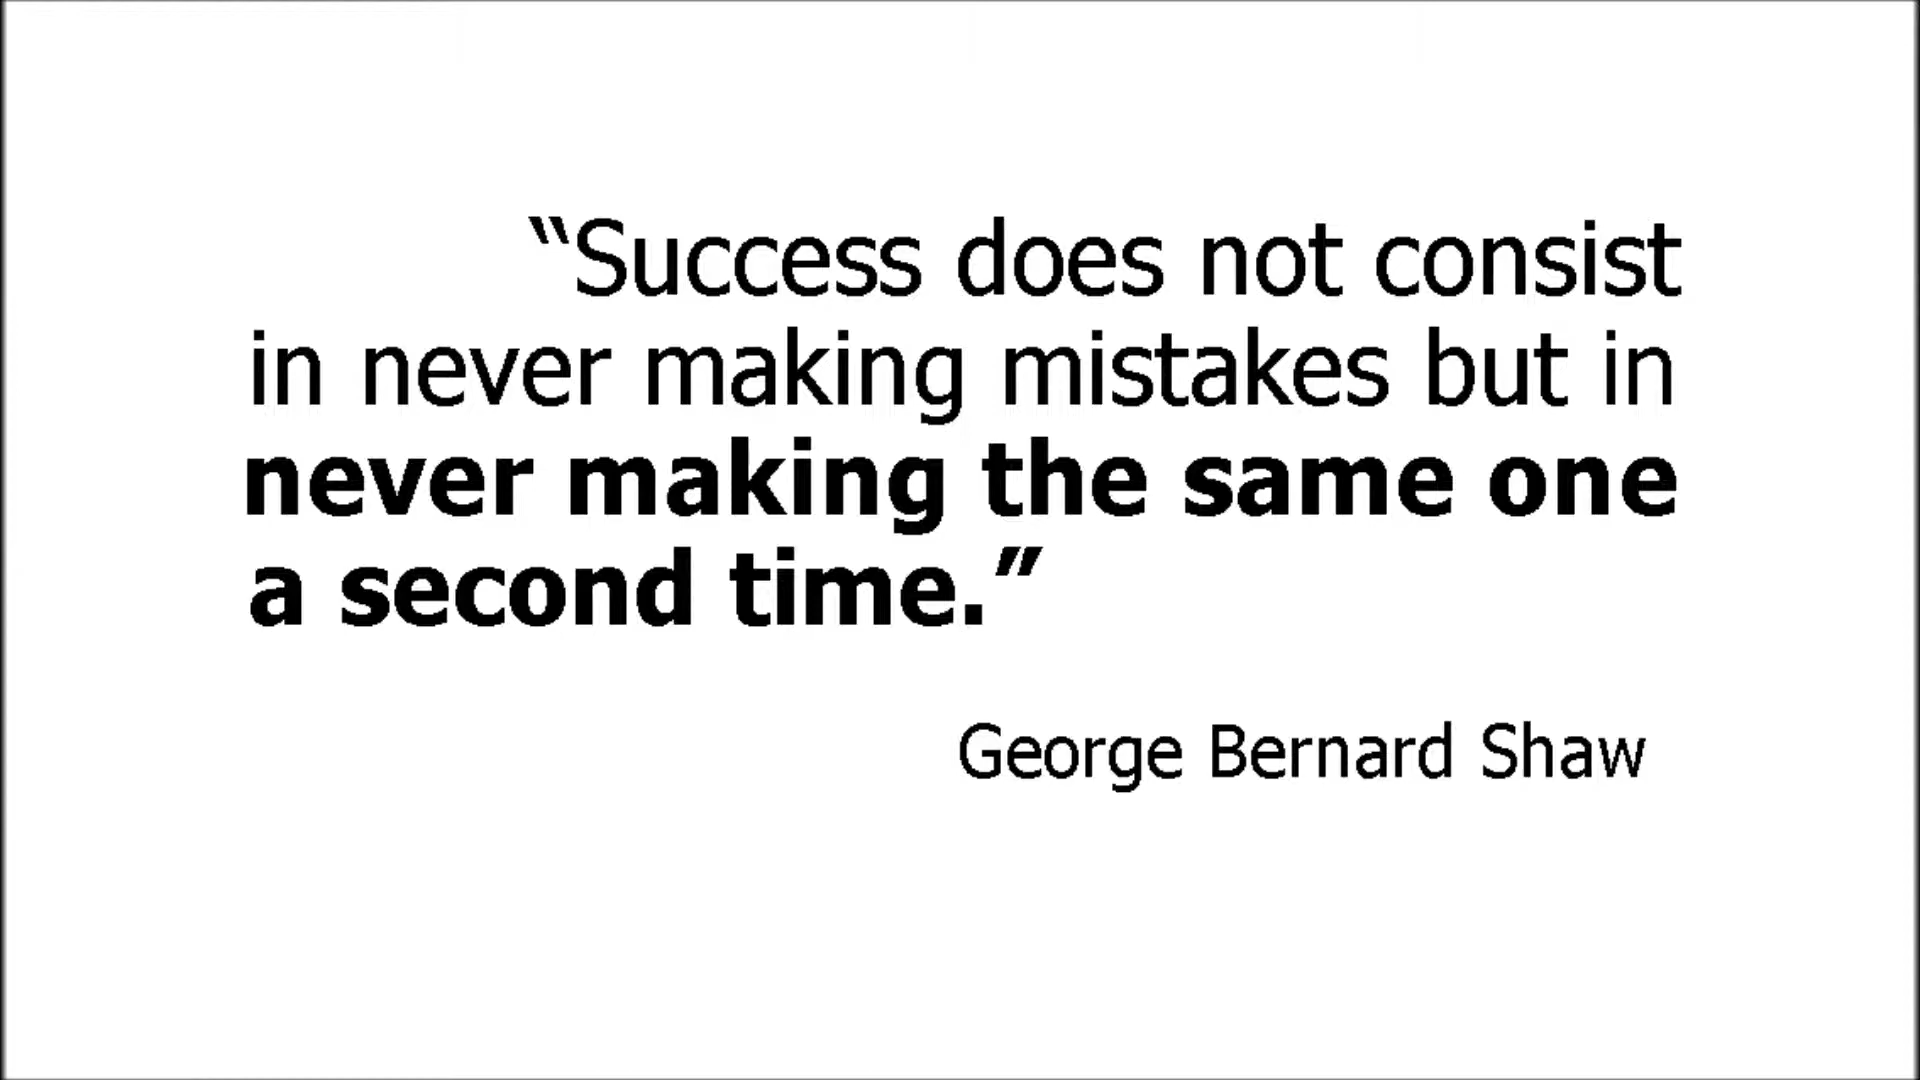 “Success does not consist
in never making mistakes but in
never making the same one
a second time.”
George Bernard Shaw